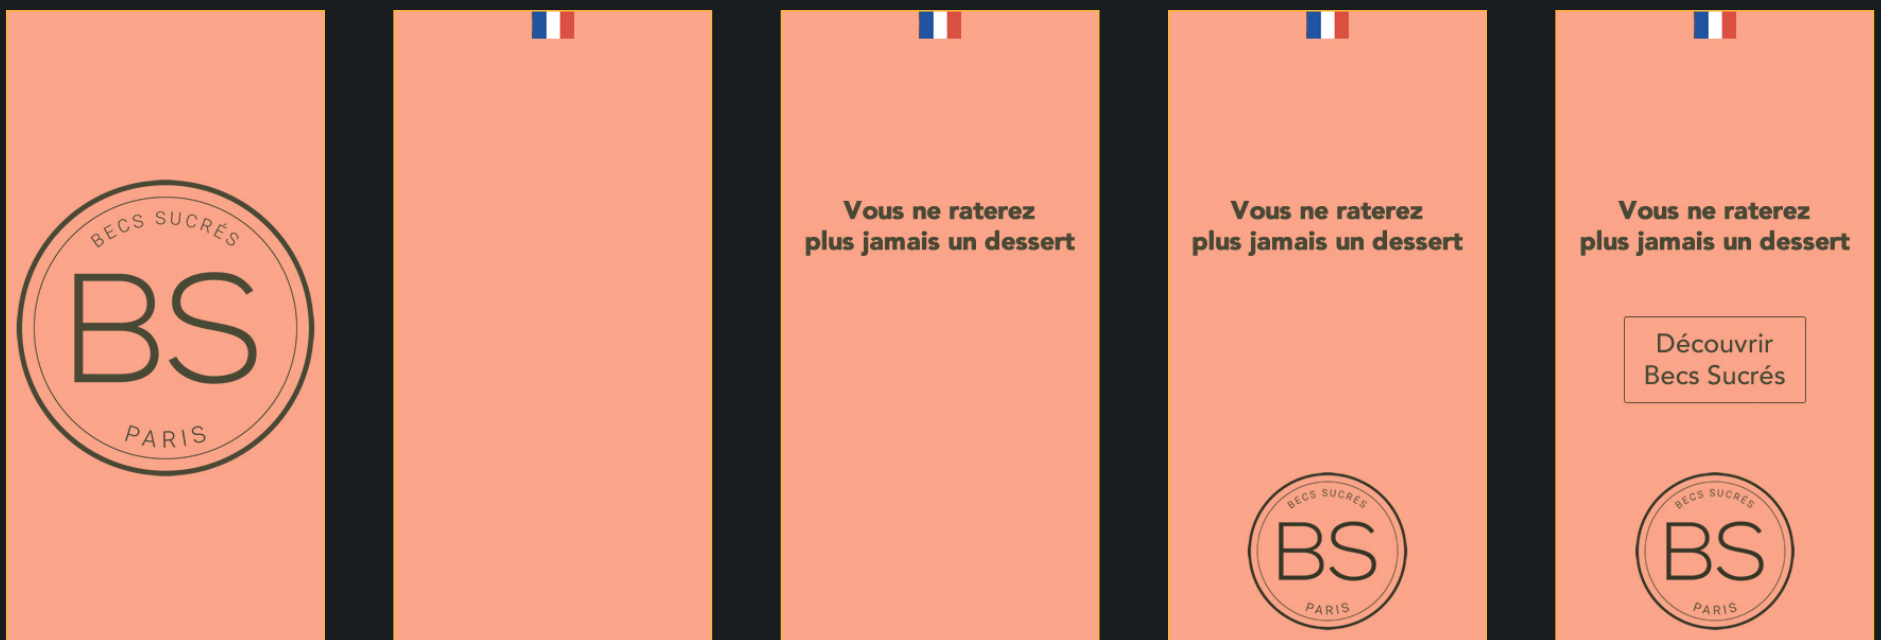 BECS SUCRÉS
BS
PARIS
Vous ne raterez
plus jamais un dessert
Vous ne raterez
plus jamais un dessert
BECS SUCRÉS
BS
PARIS
Vous ne raterez
plus jamais un dessert
Découvrir
Becs Sucrés
BECS SUCRÉS
BS
PARIS